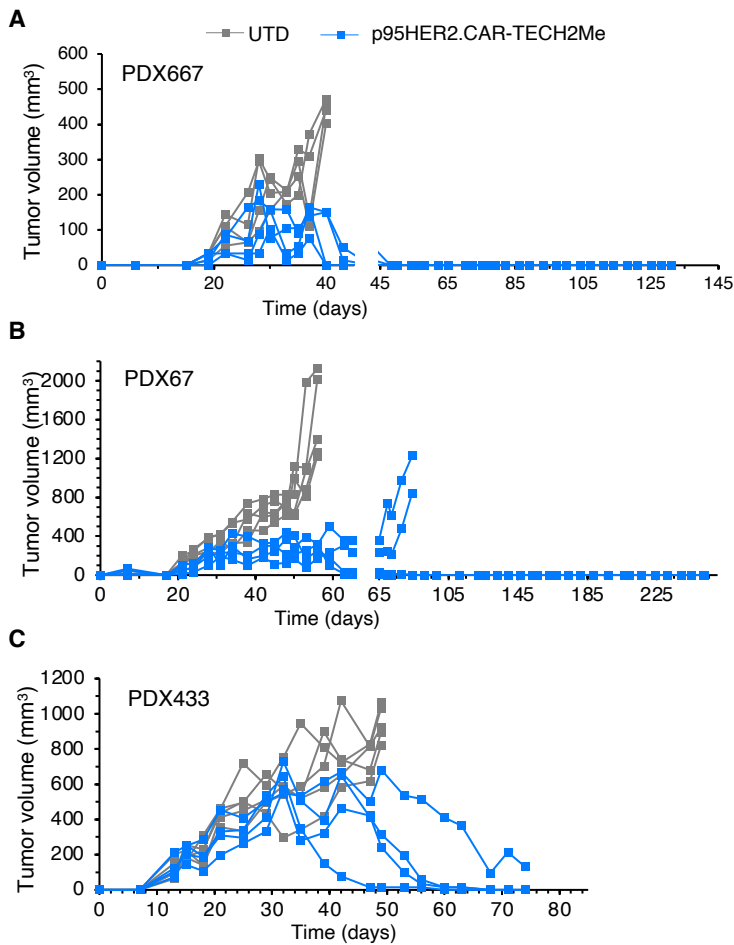 A
UTD p95HER2.CAR-TECH2Me
PDX667
Tumor volume (mm³)
600
500
400
300
200
100
0
0 20 40 45 65 85 105 125 145
Time (days)
B
PDX67
Tumor volume (mm³)
2000
1600
1200
800
400
0
0 20 40 60 65 105 145 185 225
Time (days)
C
PDX433
Tumor volume (mm³)
1200
1000
800
600
400
200
0
0 10 20 30 40 50 60 70 80
Time (days)